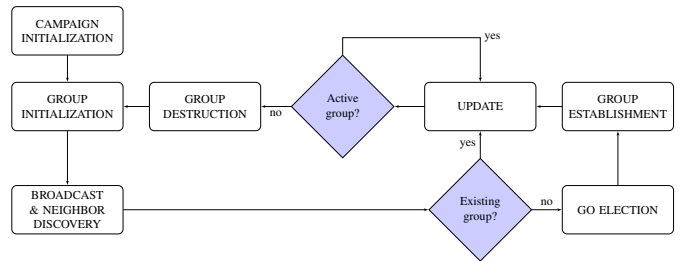 CAMPAIGN
INITIALIZATION
yes
GROUP
INITIALIZATION
GROUP
DESTRUCTION
no
Active
group?
UPDATE
GROUP
ESTABLISHMENT
yes
BROADCAST
& NEIGHBOR
DISCOVERY
Existing
group?
no
GO ELECTION